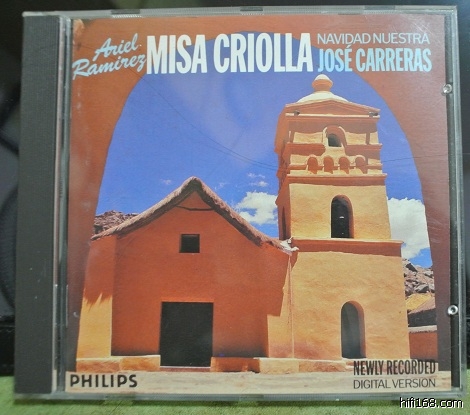 Ariel
Ramirez
MISA CRIOLLA
NAVIDAD NUESTRA
JOSÉ CARRERAS
NEWLY RECORDED
DIGITAL VERSION
PHILIPS
hifi168.com